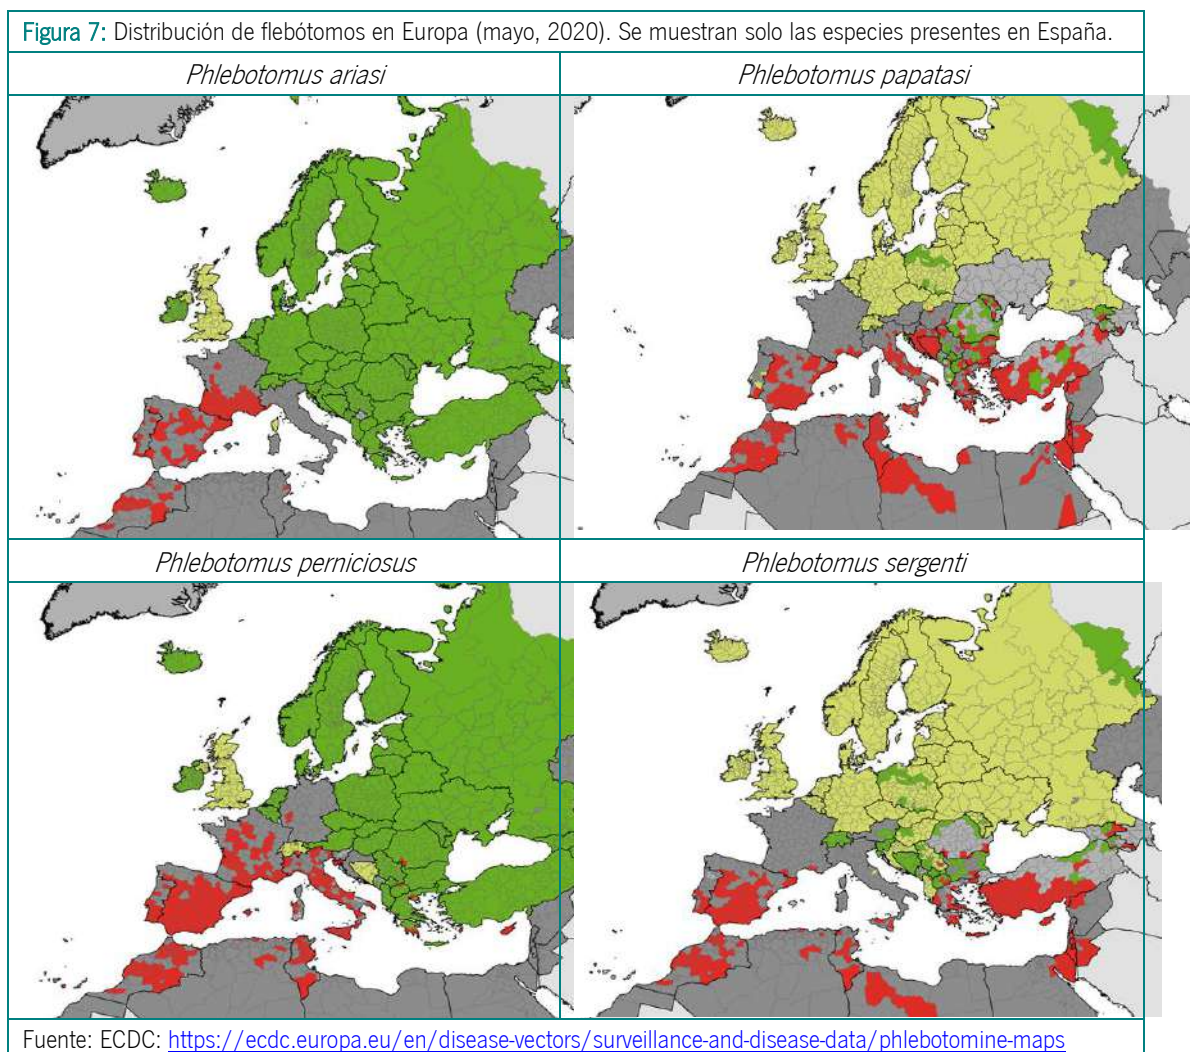 Figura 7: Distribución de flebótomos en Europa (mayo, 2020). Se muestran solo las especies presentes en España.
Phlebotomus ariasi
Phlebotomus papatasi
Phlebotomus perniciosus
Phlebotomus sergenti
Fuente: ECDC: https://ecdc.europa.eu/en/disease-vectors/surveillance-and-disease-data/phlebotomine-maps